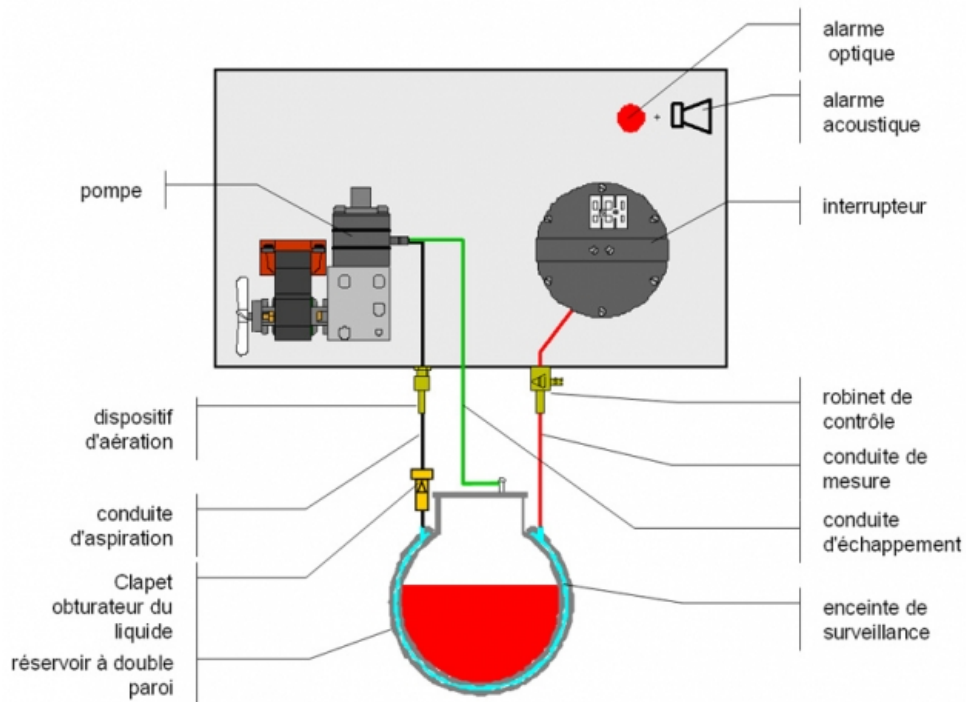 alarme
optique
alarme
acoustique
pompe
interrupteur
dispositif
d'aération
robinet de
contrôle
conduite de
mesure
conduite
d'aspiration
conduite
d'échappement
Clapet
obturateur du
liquide
enceinte de
surveillance
réservoir à double
paroi